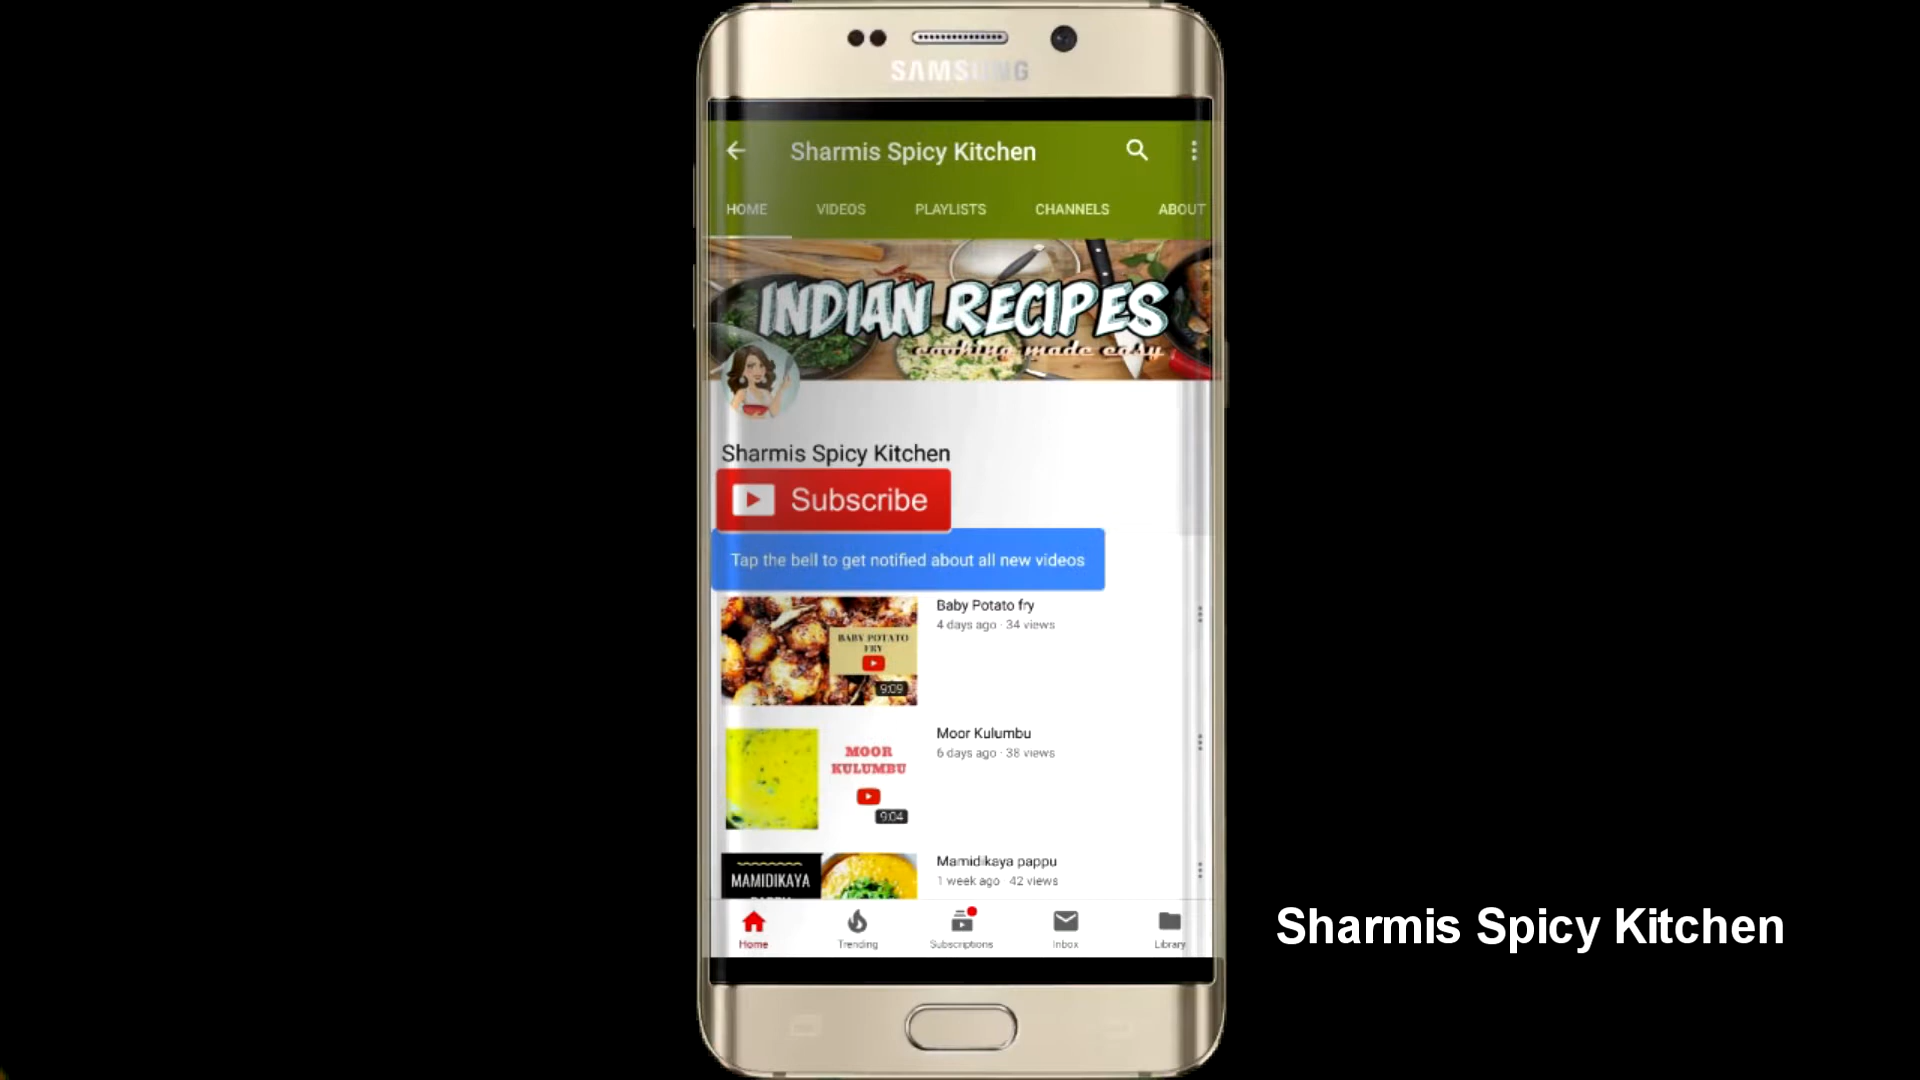 SAMSUNG
Sharmis Spicy Kitchen
HOME VIDEOS PLAYLISTS CHANNELS ABOUT
INDIAN RECIPES
cooking made easy
Sharmis Spicy Kitchen
Subscribe
Tap the bell to get notified about all new videos
Baby Potato fry
4 days ago · 34 views
BABY POTATO
FRY
9:09
Moor Kulumbu
6 days ago · 38 views
MOOR
KULUMBU
9:04
Mamidikaya pappu
1 week ago · 42 views
MAMIDIKAYA
Home Trending Subscriptions Inbox Library
Sharmis Spicy Kitchen